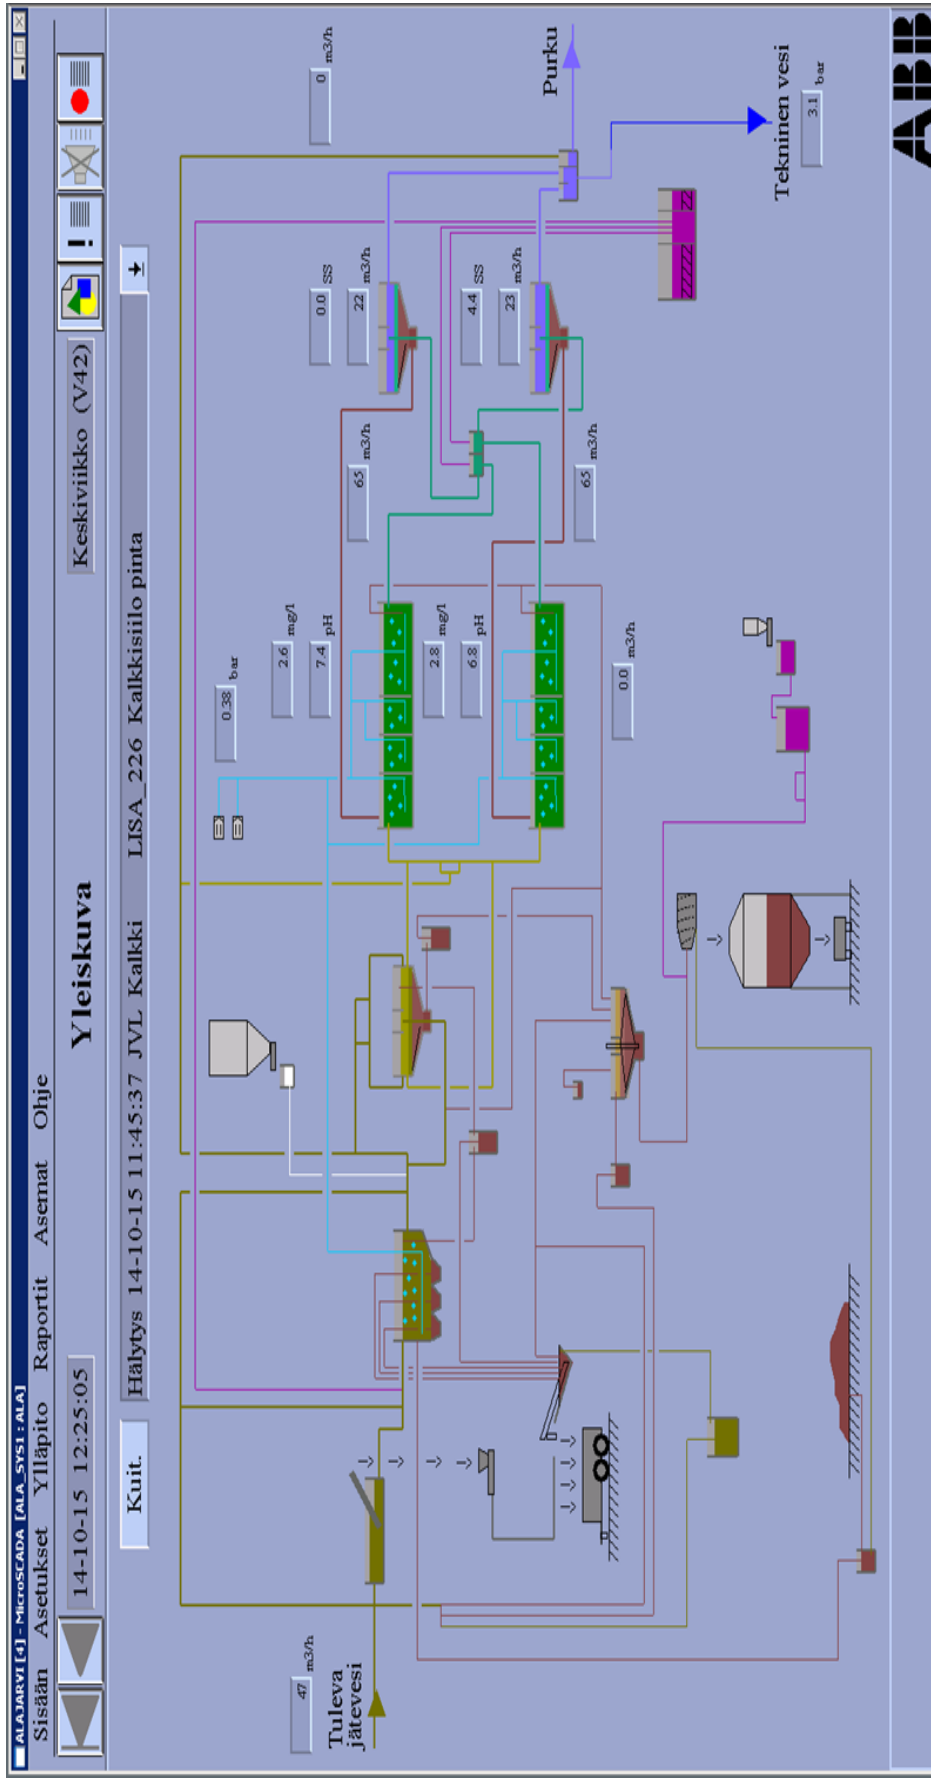 ALAJARVI [4] - MicroSCADA [ALA_SYS1 : ALA]
Sisään Asetukset Ylläpito Raportit Asemat Ohje
14-10-15 12:25:05
Yleiskuva
Keskiviikko (V42)
Kuit.
Hälytys 14-10-15 11:45:37 JVL Kalkki LISA_226 Kalkkisiilo pinta
47 m3/h
Tuleva
jätevesi
0.38 bar
2.6 mg/l
7.4 pH
2.8 mg/l
6.8 pH
0.0 m3/h
65 m3/h
65 m3/h
0.0 SS
22 m3/h
4.4 SS
23 m3/h
0 m3/h
Purku
Tekninen vesi
3.1 bar
ABB